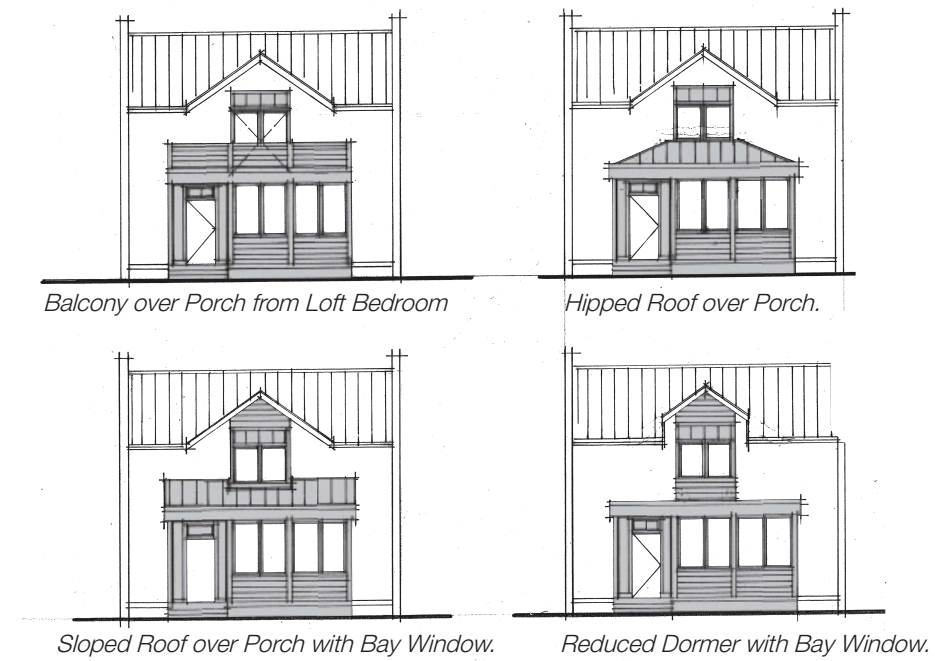 Balcony over Porch from Loft Bedroom
Hipped Roof over Porch.
Sloped Roof over Porch with Bay Window.
Reduced Dormer with Bay Window.